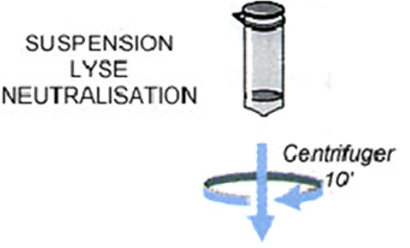 SUSPENSION
LYSE
NEUTRALISATION
Centrifuger
10'